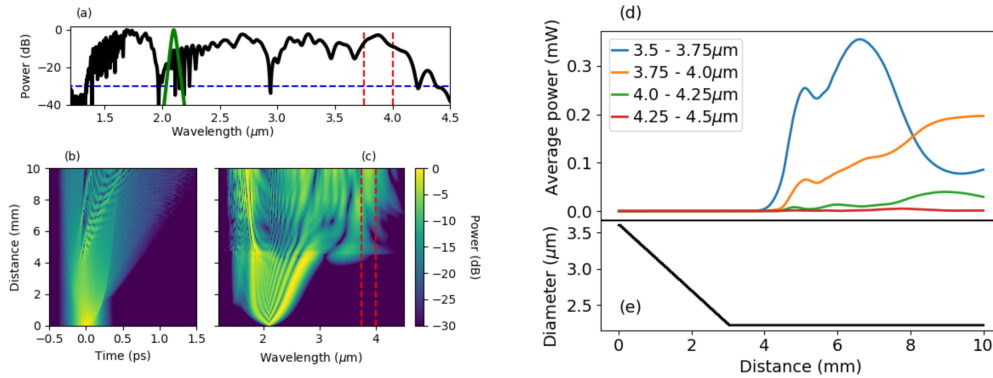 (a)
Power (dB)
0
−20
−40
1.5
2.0
2.5
3.0
3.5
4.0
4.5
Wavelength (μm)
(b)
Distance (mm)
10
8
6
4
2
0
−0.5
0.0
0.5
1.0
1.5
Time (ps)
(c)
2
3
4
Wavelength (μm)
0
−5
−10
−15
−20
−25
−30
Power (dB)
(d)
Average power (mW)
0.3
0.2
0.1
0.0
3.5 - 3.75μm
3.75 - 4.0μm
4.0 - 4.25μm
4.25 - 4.5μm
Diameter (μm)
3.5
3.0
2.5
(e)
0
2
4
6
8
10
Distance (mm)